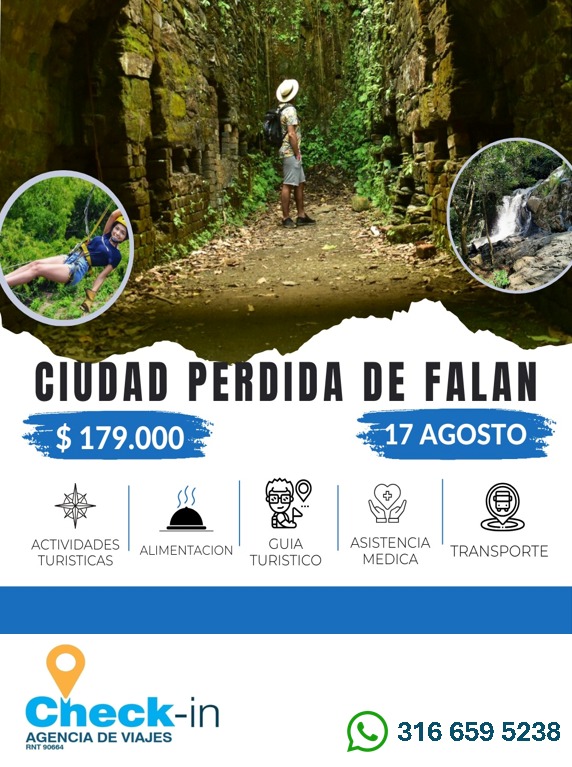 CIUDAD PERDIDA DE FALAN
$ 179.000
17 AGOSTO
ACTIVIDADES
TURISTICAS
ALIMENTACION
GUIA
TURISTICO
ASISTENCIA
MEDICA
TRANSPORTE
Check-in
AGENCIA DE VIAJES
RNT 90664
316 659 5238